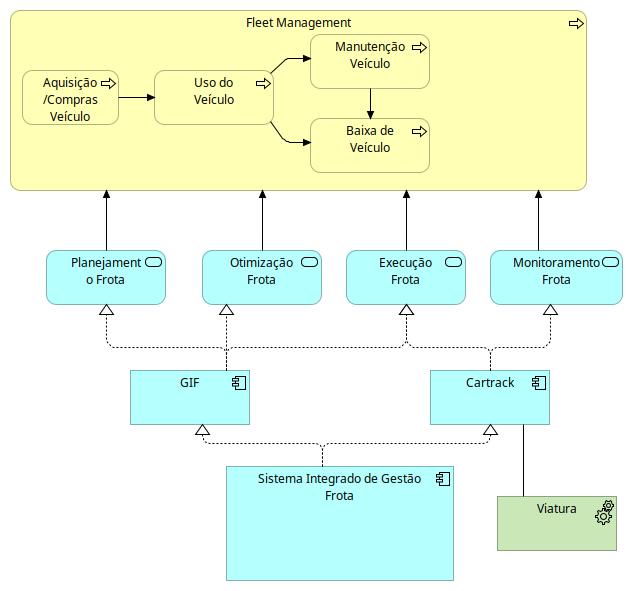 Fleet Management
Aquisição
/Compras
Veículo
Uso do
Veículo
Manutenção
Veículo
Baixa de
Veículo
Planejament
o Frota
Otimização
Frota
Execução
Frota
Monitoramento
Frota
GIF
Cartrack
Sistema Integrado de Gestão
Frota
Viatura